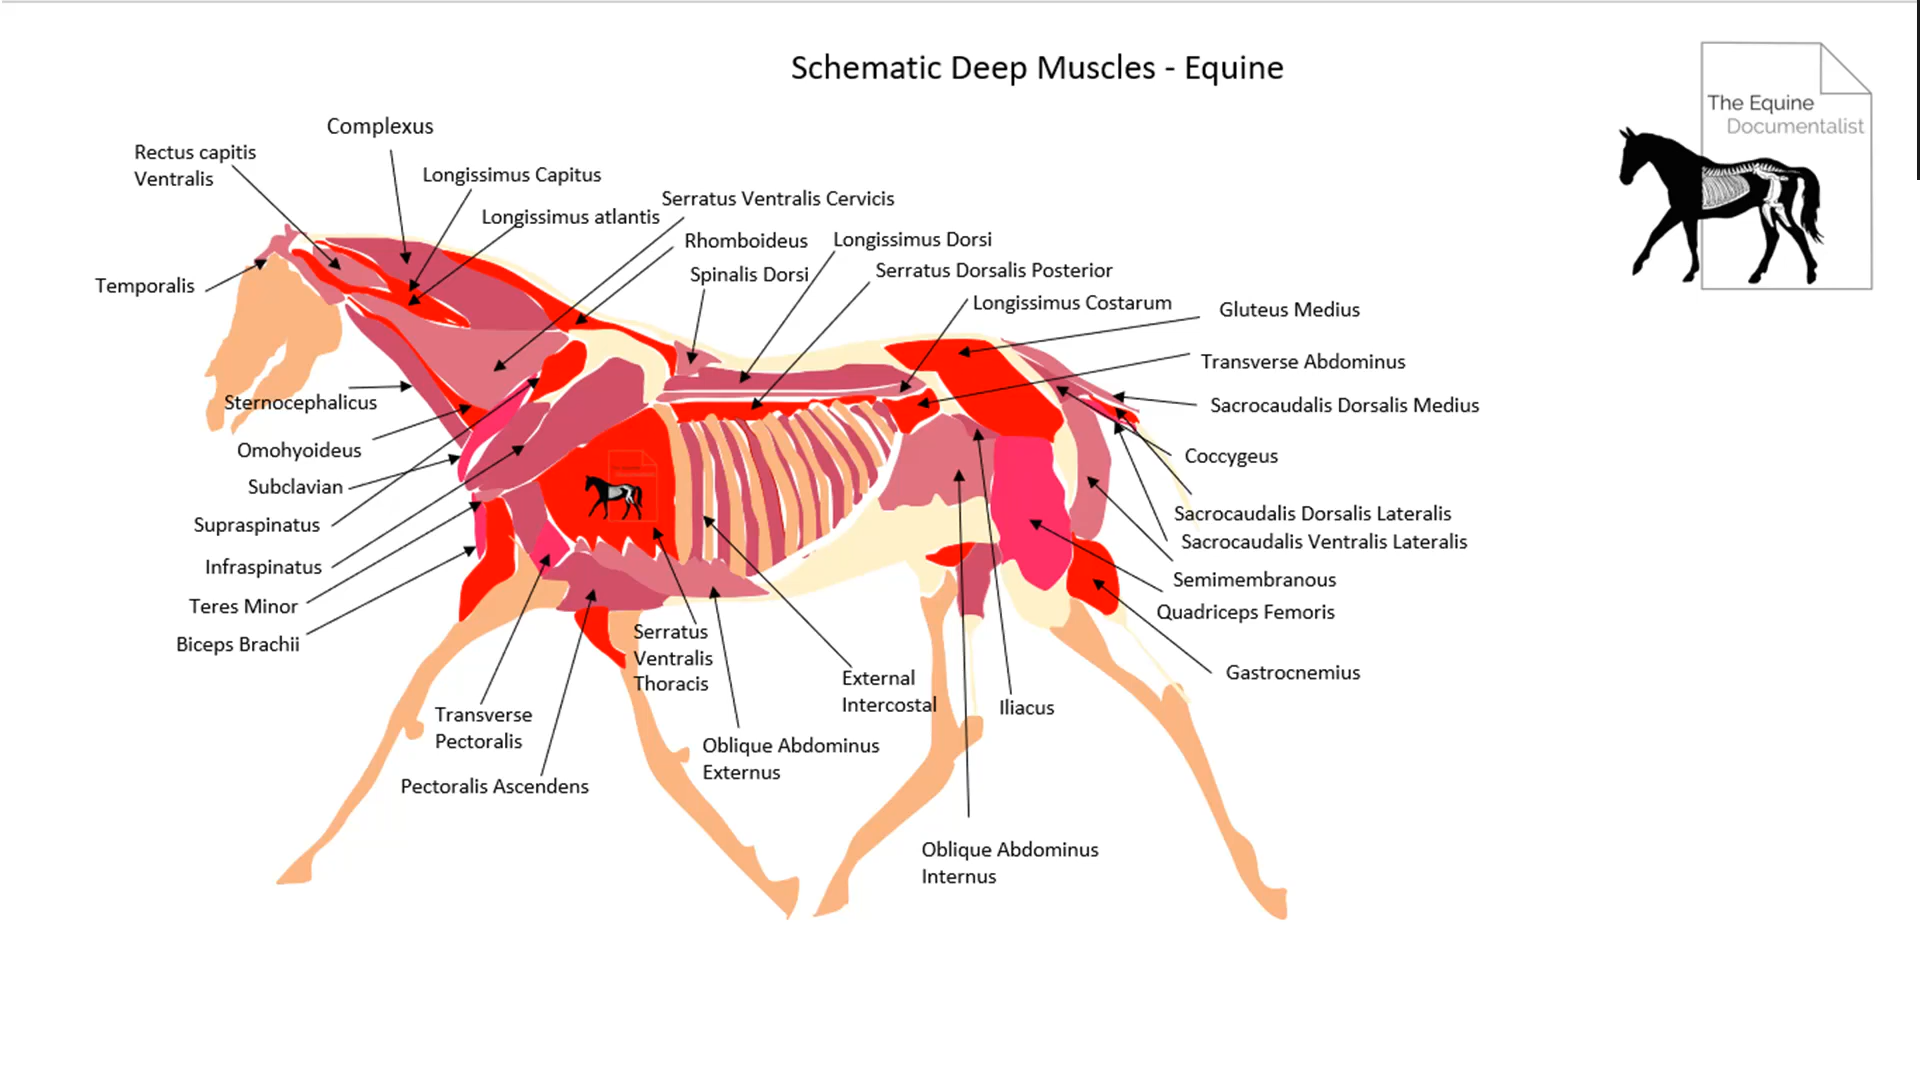 Schematic Deep Muscles - Equine
The Equine
Documentalist
Complexus
Rectus capitis
Ventralis
Longissimus Capitus
Serratus Ventralis Cervicis
Longissimus atlantis
Rhomboideus
Longissimus Dorsi
Spinalis Dorsi
Serratus Dorsalis Posterior
Temporalis
Longissimus Costarum
Gluteus Medius
Transverse Abdominus
Sternocephalicus
Sacrocaudalis Dorsalis Medius
Omohyoideus
Coccygeus
Subclavian
Sacrocaudalis Dorsalis Lateralis
Supraspinatus
Sacrocaudalis Ventralis Lateralis
Infraspinatus
Semimembranous
Teres Minor
Quadriceps Femoris
Biceps Brachii
Serratus
Ventralis
Thoracis
Gastrocnemius
External
Intercostal
Iliacus
Transverse
Pectoralis
Oblique Abdominus
Externus
Pectoralis Ascendens
Oblique Abdominus
Internus